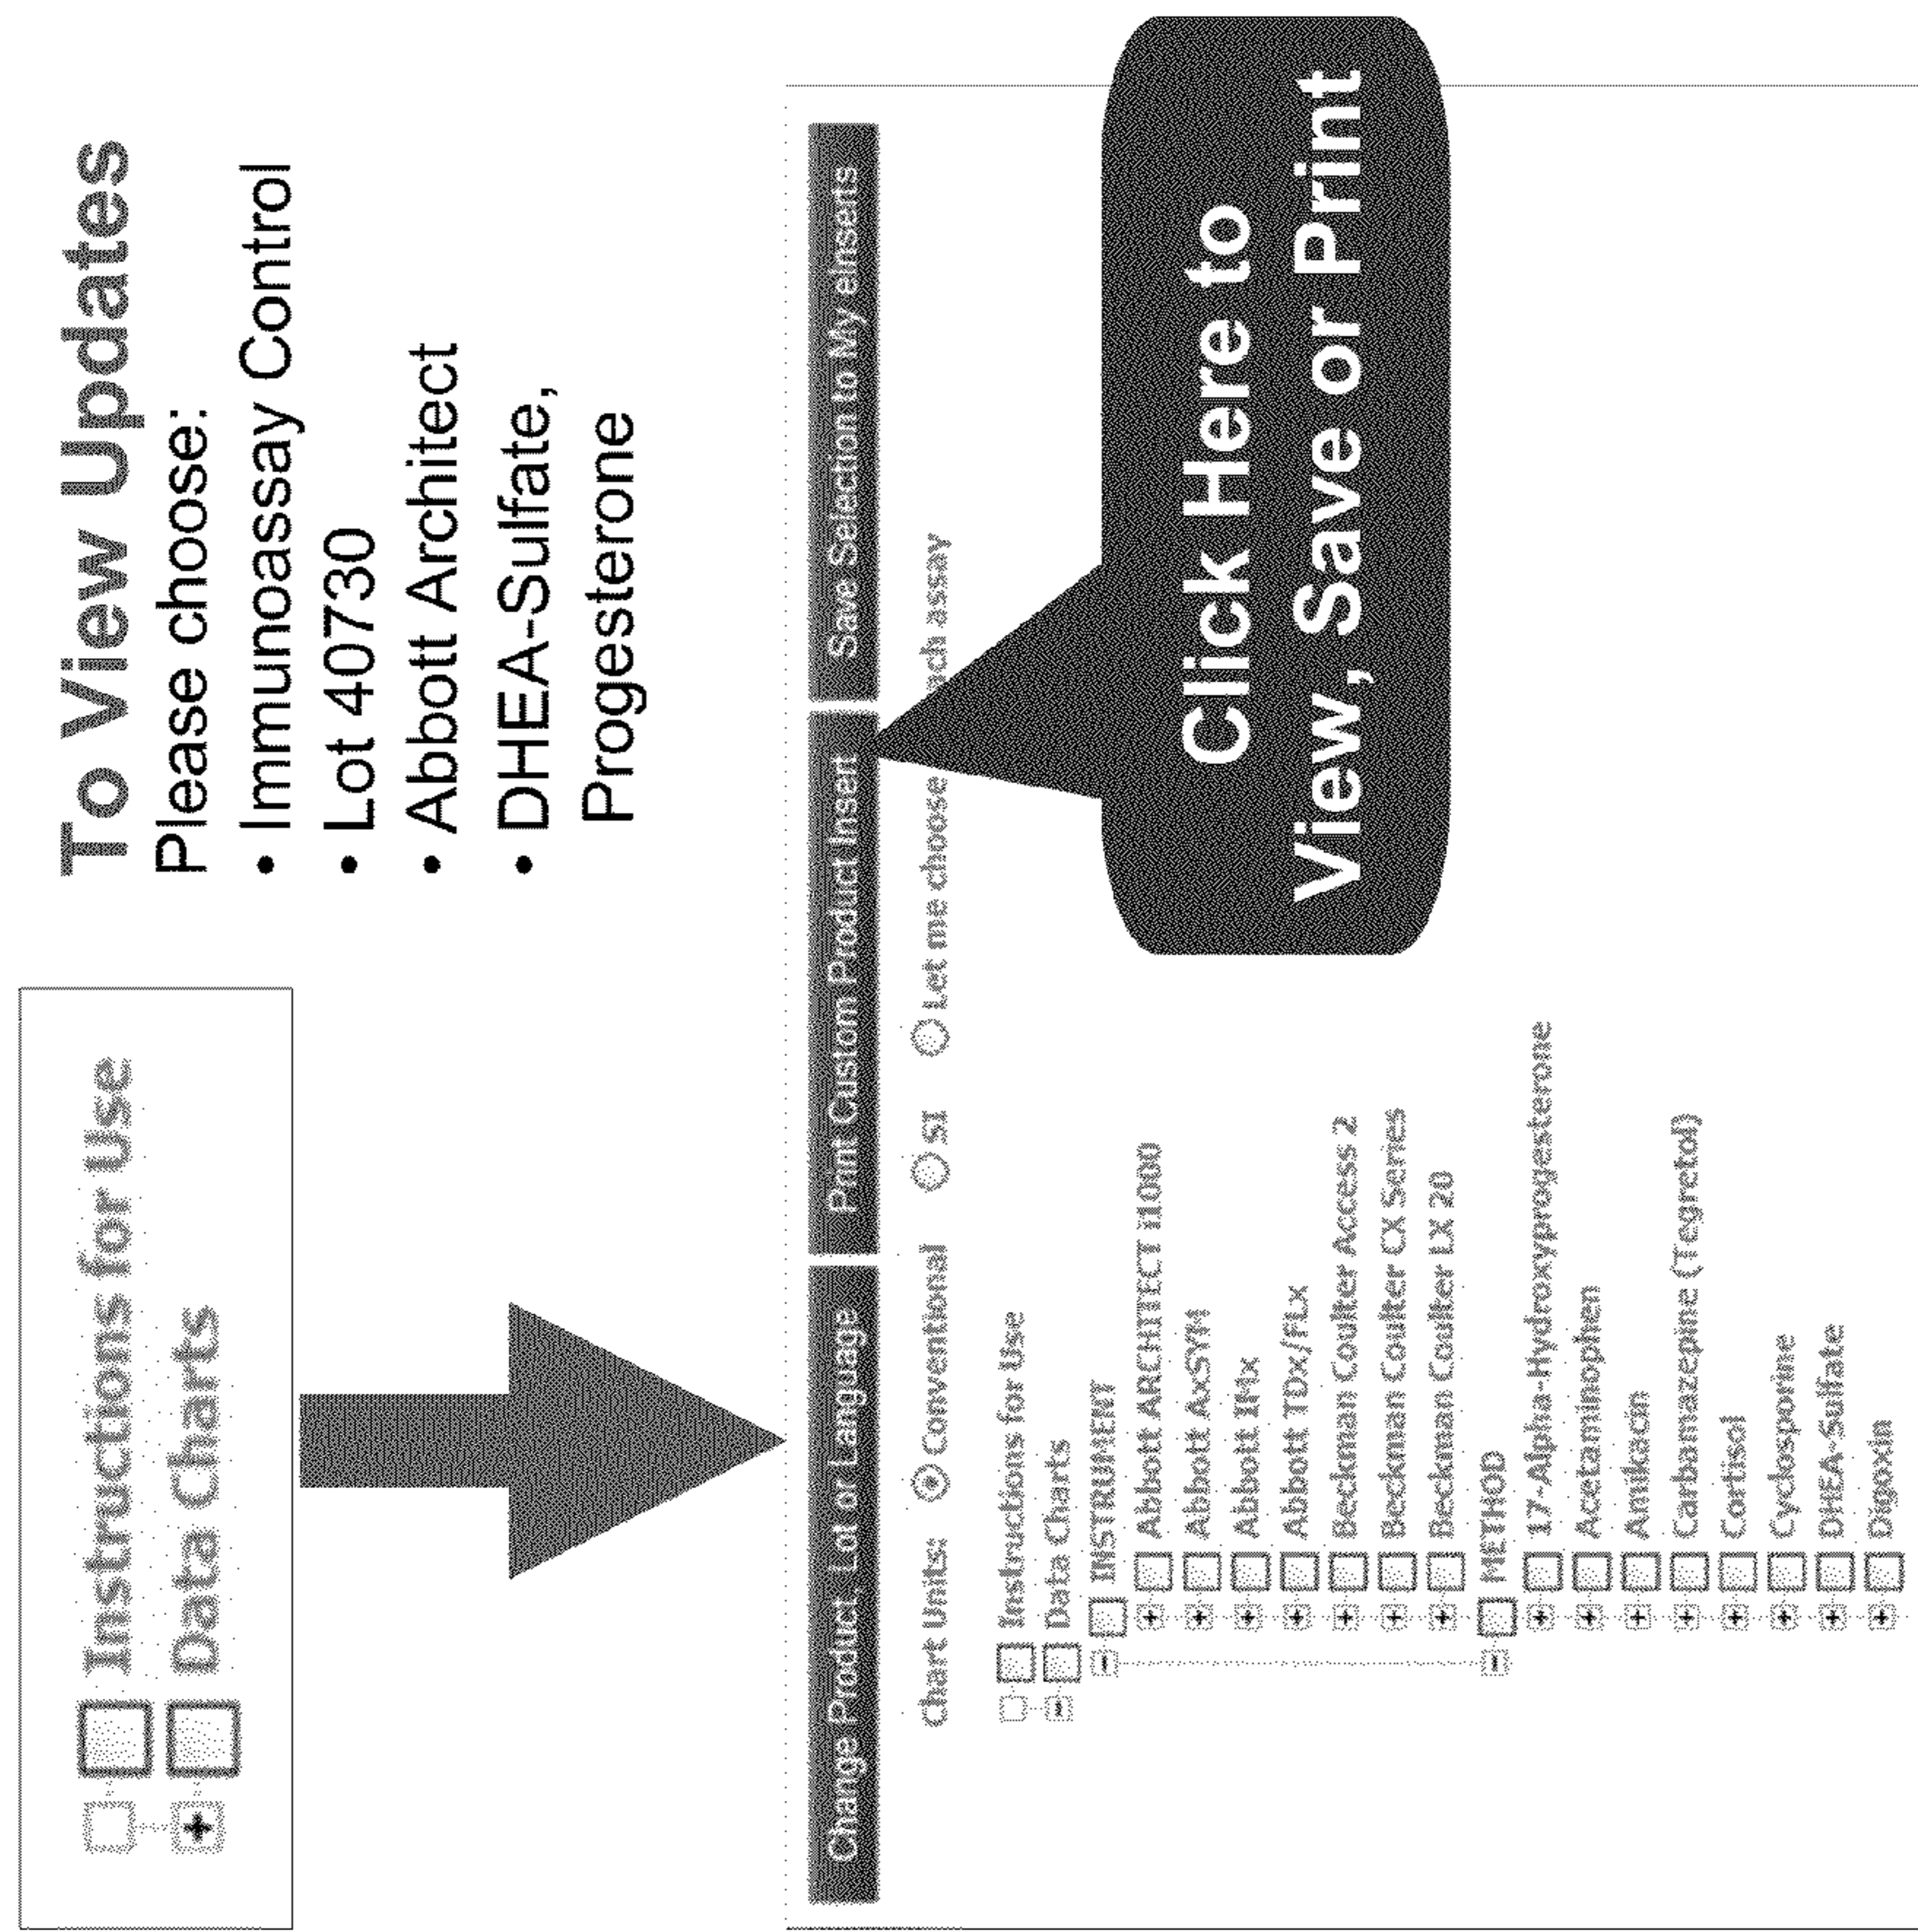 Instructions for Use
Data Charts
To View Updates
Please choose:
• Immunoassay Control
• Lot 40730
• Abbott Architect
• DHEA-Sulfate,
Progesterone
Change Product, Lot or Language
Print Custom Product Insert
Save Selection to My eInserts
Chart Units: Conventional SI Let me choose assay
Instructions for Use
Data Charts
INSTRUMENT
Abbott ARCHITECT i1000
Abbott AxSYM
Abbott IMx
Abbott TDx/FLx
Beckman Coulter Access 2
Beckman Coulter CX Series
Beckman Coulter LX 20
METHOD
17-Alpha-Hydroxyprogesterone
Acetaminophen
Amikacin
Carbamazepine (Tegretol)
Cortisol
Cyclosporine
DHEA-Sulfate
Digoxin
Click Here to
View, Save or Print